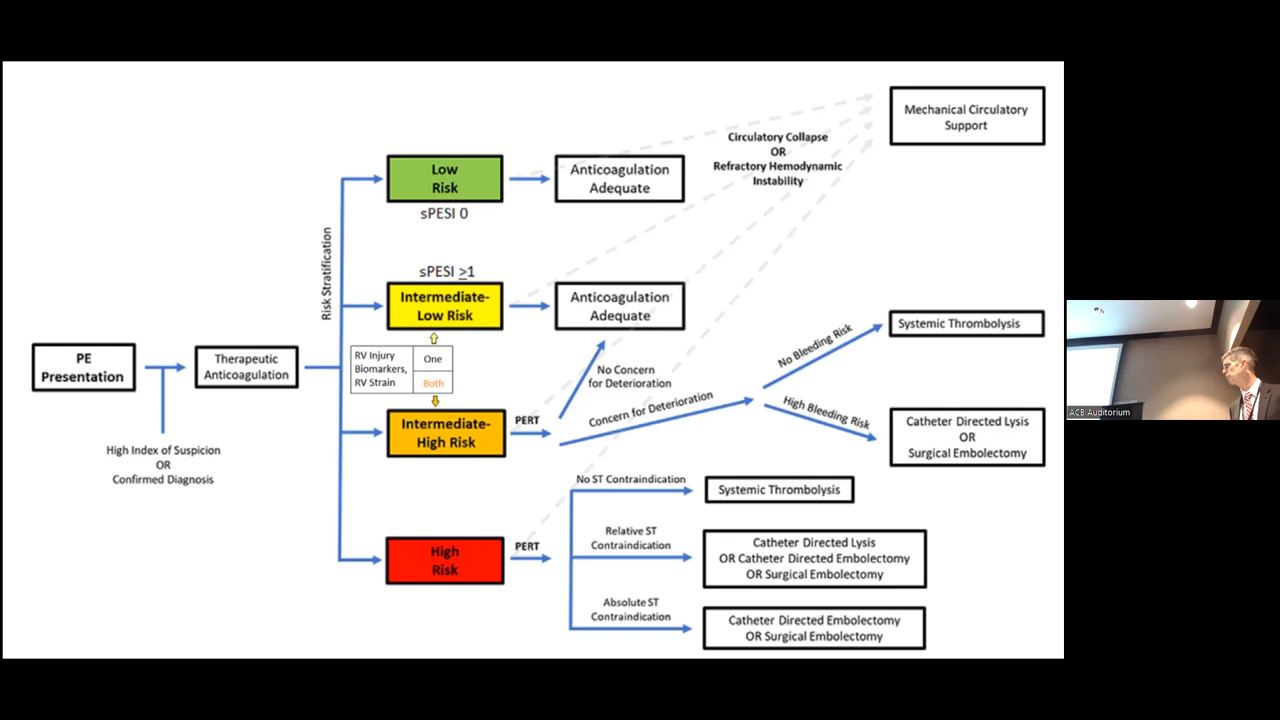 PE
Presentation
High Index of Suspicion
OR
Confirmed Diagnosis
Therapeutic
Anticoagulation
Risk Stratification
Low
Risk
sPESI 0
Anticoagulation
Adequate
sPESI >1
Intermediate-
Low Risk
Anticoagulation
Adequate
RV Injury
Biomarkers,
RV Strain
One
Both
Intermediate-
High Risk
PERT
No Concern
for Deterioration
Concern for Deterioration
No Bleeding Risk
Systemic Thrombolysis
High Bleeding Risk
Catheter Directed Lysis
OR
Surgical Embolectomy
High
Risk
PERT
No ST Contraindication
Systemic Thrombolysis
Relative ST
Contraindication
Catheter Directed Lysis
OR Catheter Directed Embolectomy
OR Surgical Embolectomy
Absolute ST
Contraindication
Catheter Directed Embolectomy
OR Surgical Embolectomy
Circulatory Collapse
OR
Refractory Hemodynamic
Instability
Mechanical Circulatory
Support
ACB Auditorium